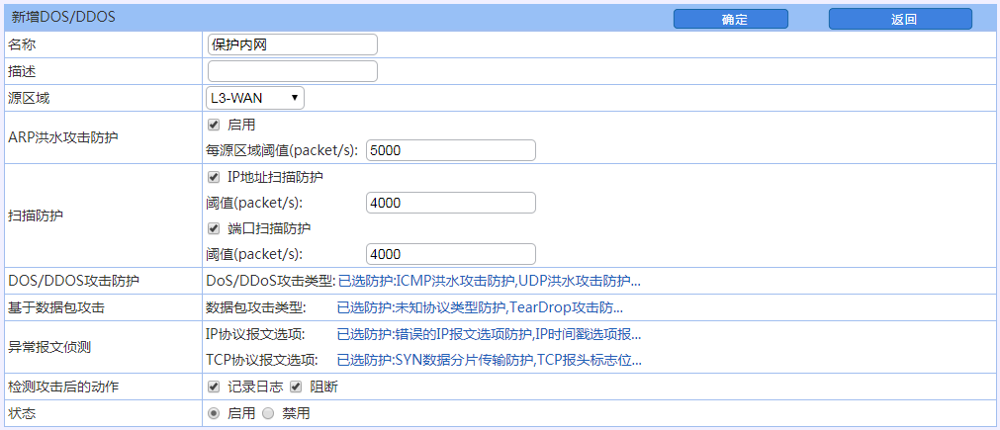 新增DOS/DDOS 确定 返回
名称 保护内网
描述
源区域 L3-WAN
ARP洪水攻击防护 启用
每源区域阈值(packet/s): 5000
扫描防护 IP地址扫描防护
阈值(packet/s): 4000
端口扫描防护
阈值(packet/s): 4000
DOS/DDOS攻击防护 DoS/DDoS攻击类型: 已选防护:ICMP洪水攻击防护,UDP洪水攻击防护...
基于数据包攻击 数据包攻击类型: 已选防护:未知协议类型防护,TearDrop攻击防...
异常报文侦测 IP协议报文选项: 已选防护:错误的IP报文选项防护,IP时间戳选项报...
TCP协议报文选项: 已选防护:SYN数据分片传输防护,TCP报头标志位...
检测攻击后的动作 记录日志 阻断
状态 启用 禁用